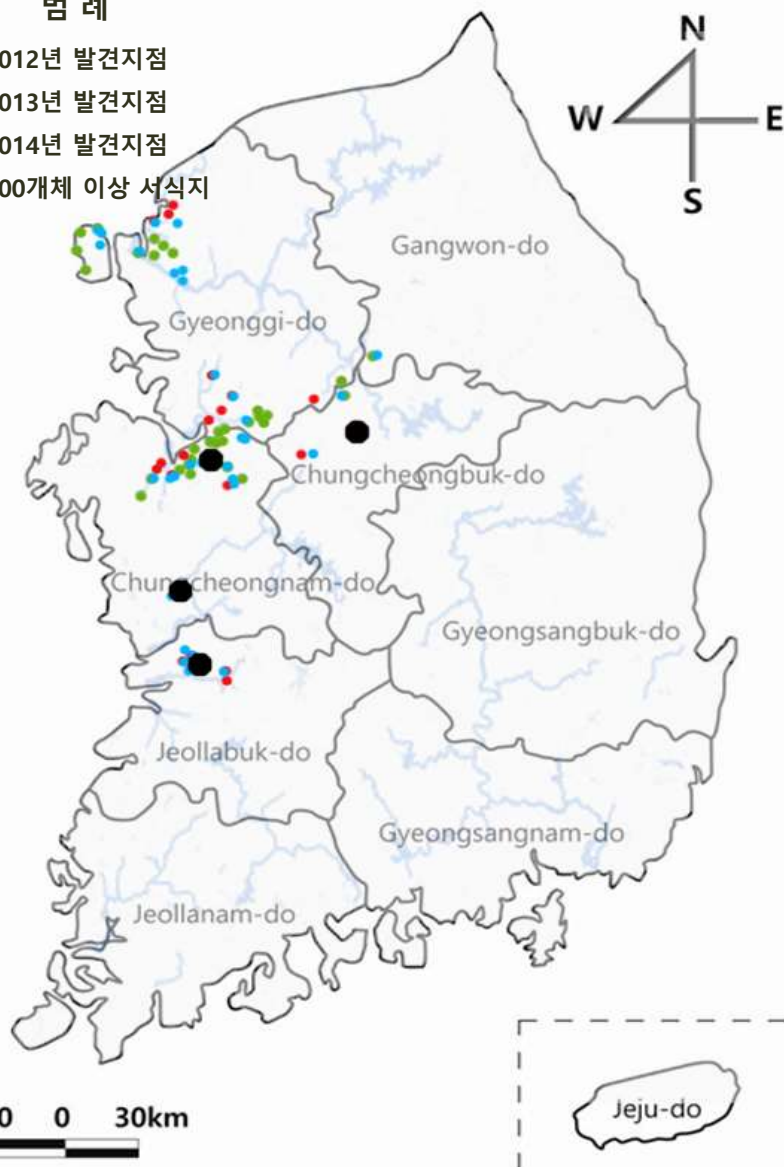 범 례
012년 발견지점
013년 발견지점
014년 발견지점
00개체 이상 서식지
N
W E
S
Gangwon-do
Gyeonggi-do
Chungcheongbuk-do
Chungcheongnam-do
Gyeongsangbuk-do
Jeollabuk-do
Gyeongsangnam-do
Jeollanam-do
Jeju-do
0 0 30km